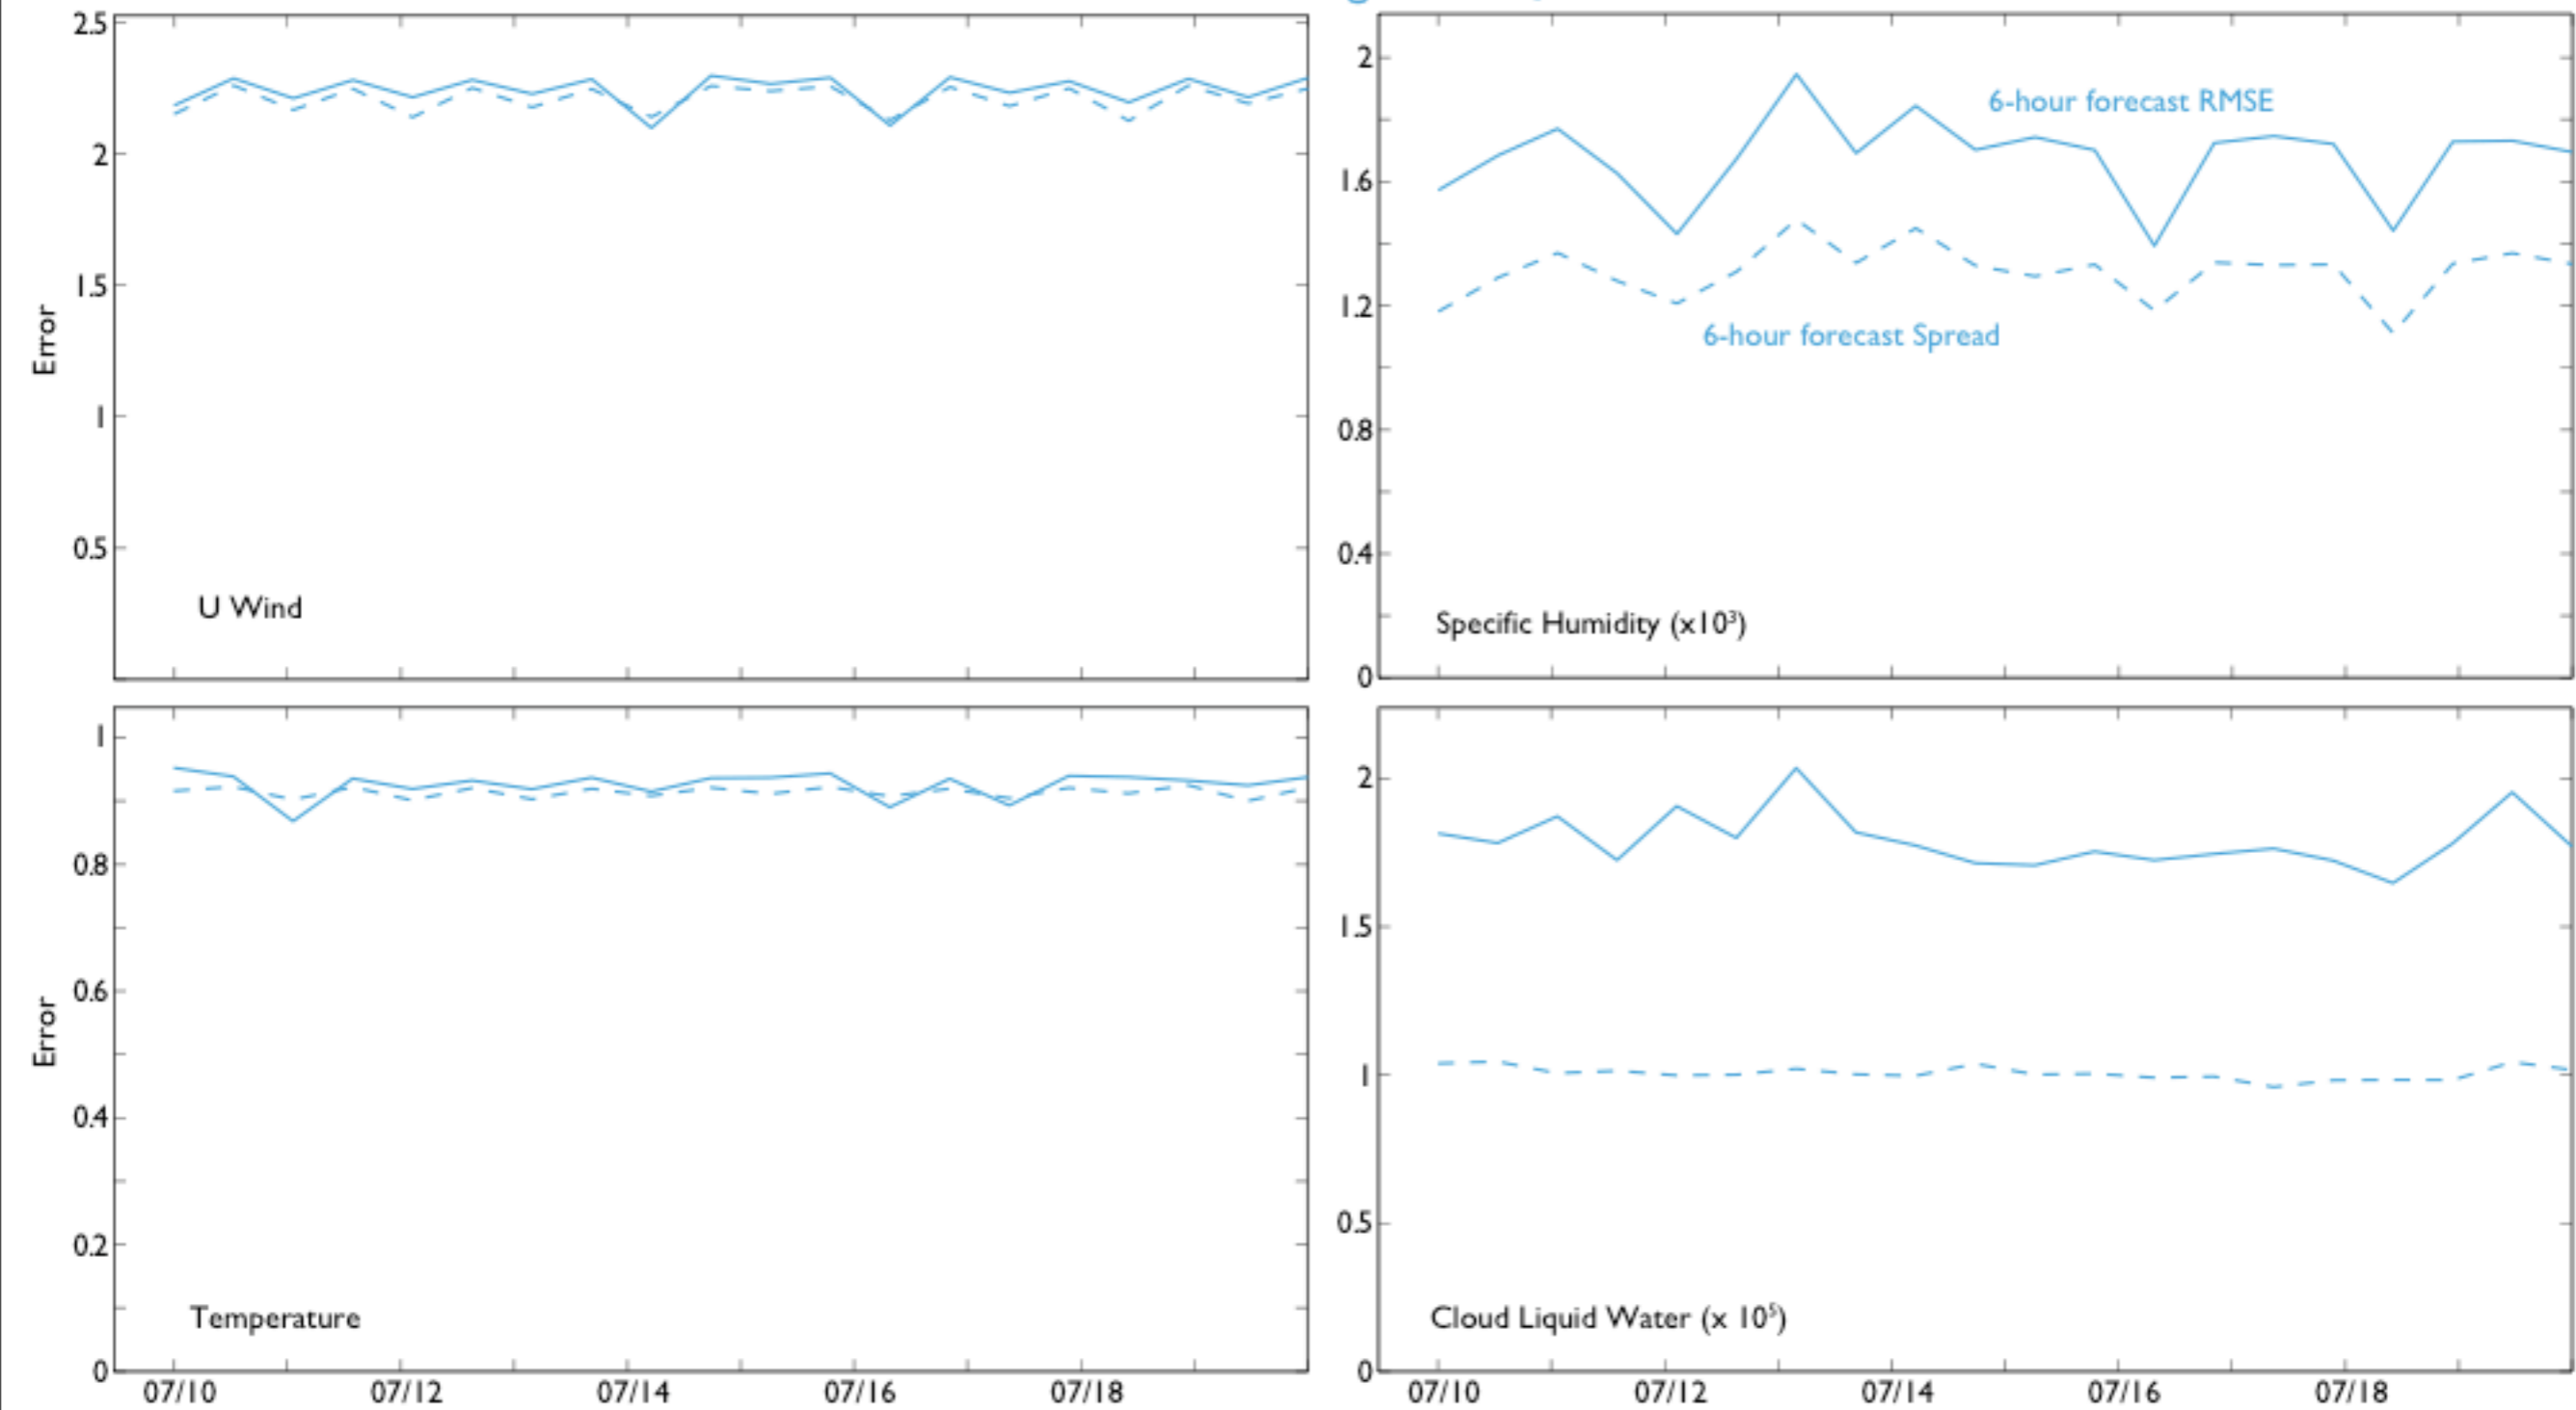 2.5
2
1.5
1
0.5
Error
U Wind
2
1.6
1.2
0.8
0.4
0
6-hour forecast RMSE
6-hour forecast Spread
Specific Humidity (x10³)
1
0.8
0.6
0.4
0.2
0
Error
Temperature
07/10 07/12 07/14 07/16 07/18
2
1.5
1
0.5
0
Cloud Liquid Water (x 10⁵)
07/10 07/12 07/14 07/16 07/18